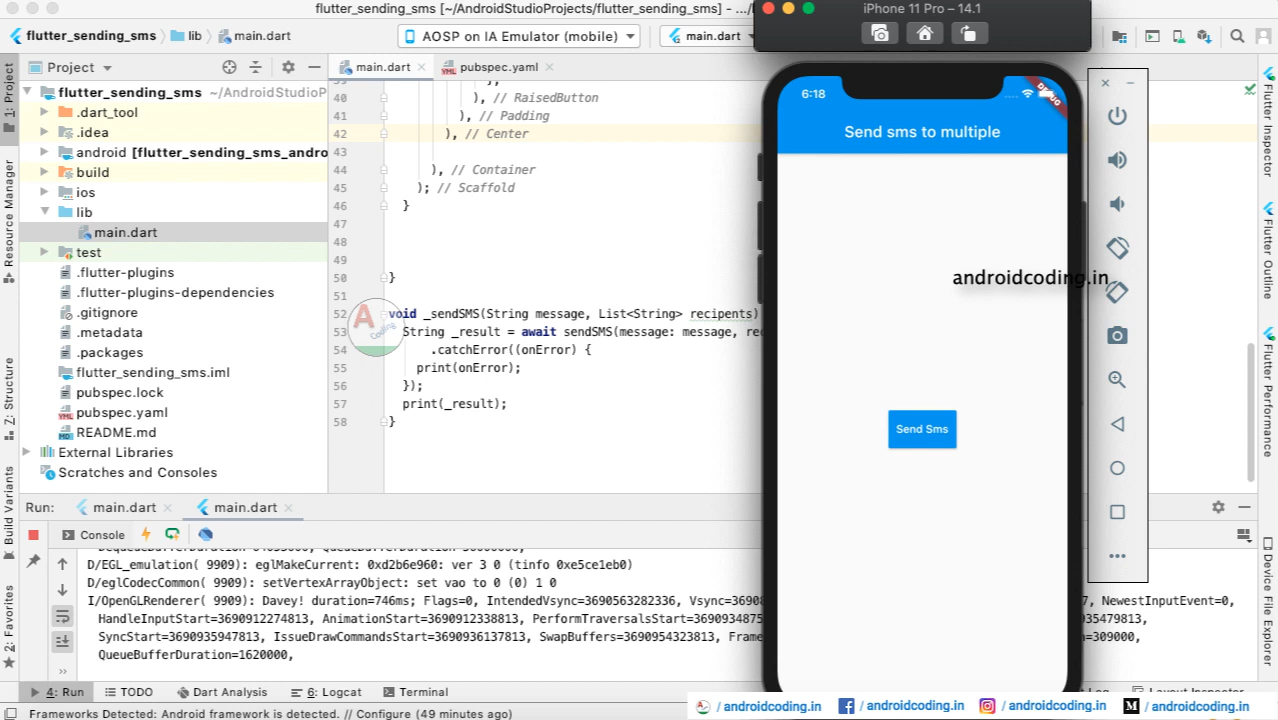 flutter_sending_sms [~/AndroidStudioProjects/flutter_sending_sms] –
iPhone 11 Pro – 14.1
flutter_sending_sms
lib
main.dart
AOSP on IA Emulator (mobile)
main.dart
1: Project
Resource Manager
Z: Structure
Build Variants
2: Favorites
Project
main.dart
pubspec.yaml
flutter_sending_sms ~/AndroidStudioP
.dart_tool
.idea
android [flutter_sending_sms_andro
build
ios
lib
main.dart
test
.flutter-plugins
.flutter-plugins-dependencies
.gitignore
.metadata
.packages
flutter_sending_sms.iml
pubspec.lock
pubspec.yaml
README.md
External Libraries
Scratches and Consoles
40 ), // RaisedButton
41 ), // Padding
42 ), // Center
43
44 ), // Container
45 ); // Scaffold
46 }
47
48
49
50 }
51
52 void _sendSMS(String message, List<String> recipents)
53 String _result = await sendSMS(message: message, rec
54 .catchError((onError) {
55 print(onError);
56 });
57 print(_result);
58 }
A
Coding
6:18
DEBUG
Send sms to multiple
androidcoding.in
Send Sms
Flutter Inspector
Flutter Outline
Flutter Performance
Device File Explorer
Run:
main.dart
main.dart
Console
D/EGL_emulation( 9909): eglMakeCurrent: 0xd2b6e960: ver 3 0 (tinfo 0xe5ce1eb0)
D/eglCodecCommon( 9909): setVertexArrayObject: set vao to 0 (0) 1 0
I/OpenGLRenderer( 9909): Davey! duration=746ms; Flags=0, IntendedVsync=3690563282336, Vsync=36908
7, NewestInputEvent=0,
HandleInputStart=3690912274813, AnimationStart=3690912338813, PerformTraversalsStart=369093487
935479813,
SyncStart=3690935947813, IssueDrawCommandsStart=3690936137813, SwapBuffers=3690954323813, Frame
=309000,
QueueBufferDuration=1620000,
4: Run
TODO
Dart Analysis
6: Logcat
Terminal
Layout Inspector
Frameworks Detected: Android framework is detected. // Configure (49 minutes ago)
/ androidcoding.in
/ androidcoding.in
/ androidcoding.in
/ androidcoding.in